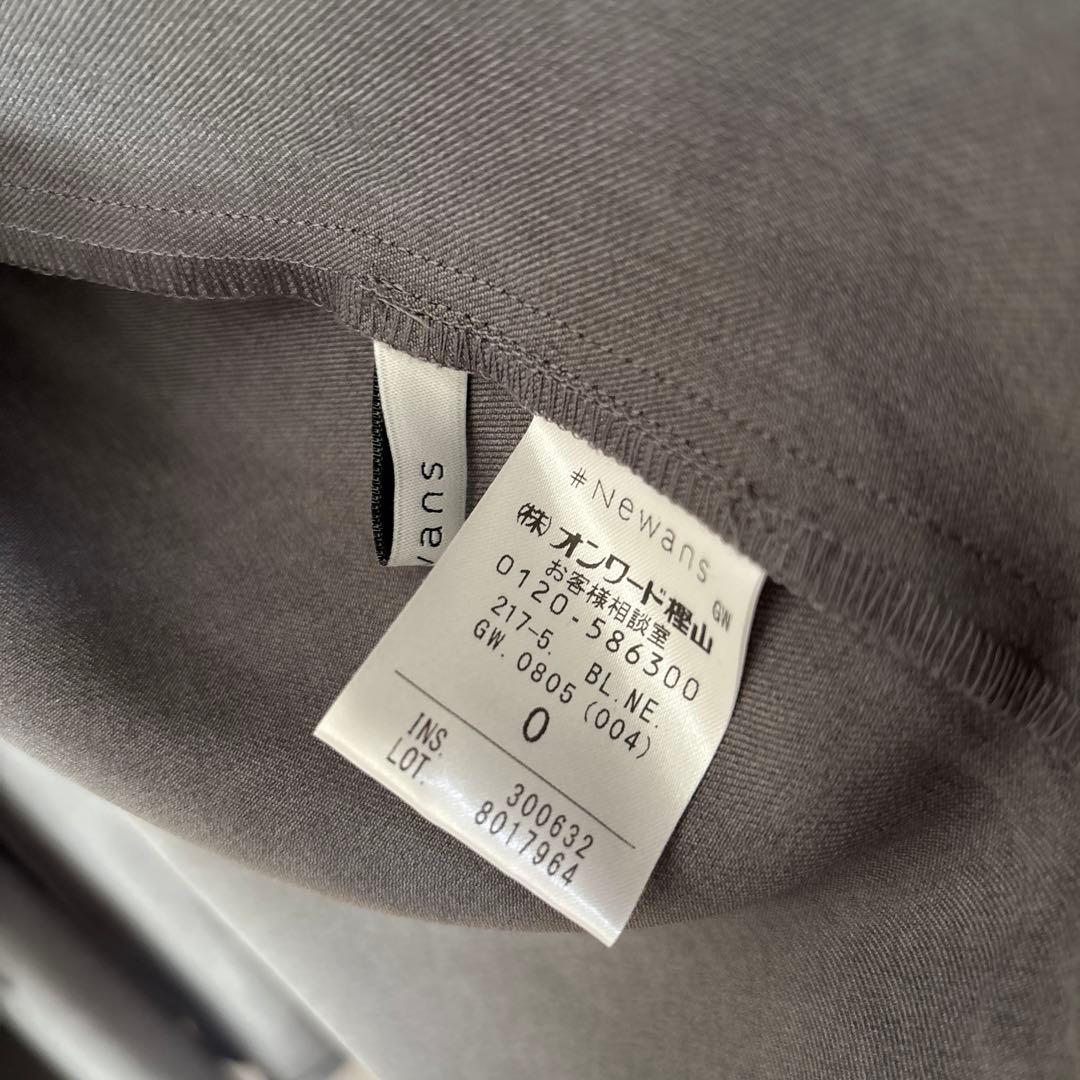 wans
#Newans
GW
(株)オンワード樫山
お客様相談室
0120-586300
217-5. BL.NE.
GW.0805(004)
0
INS. 300632
LOT. 8017964